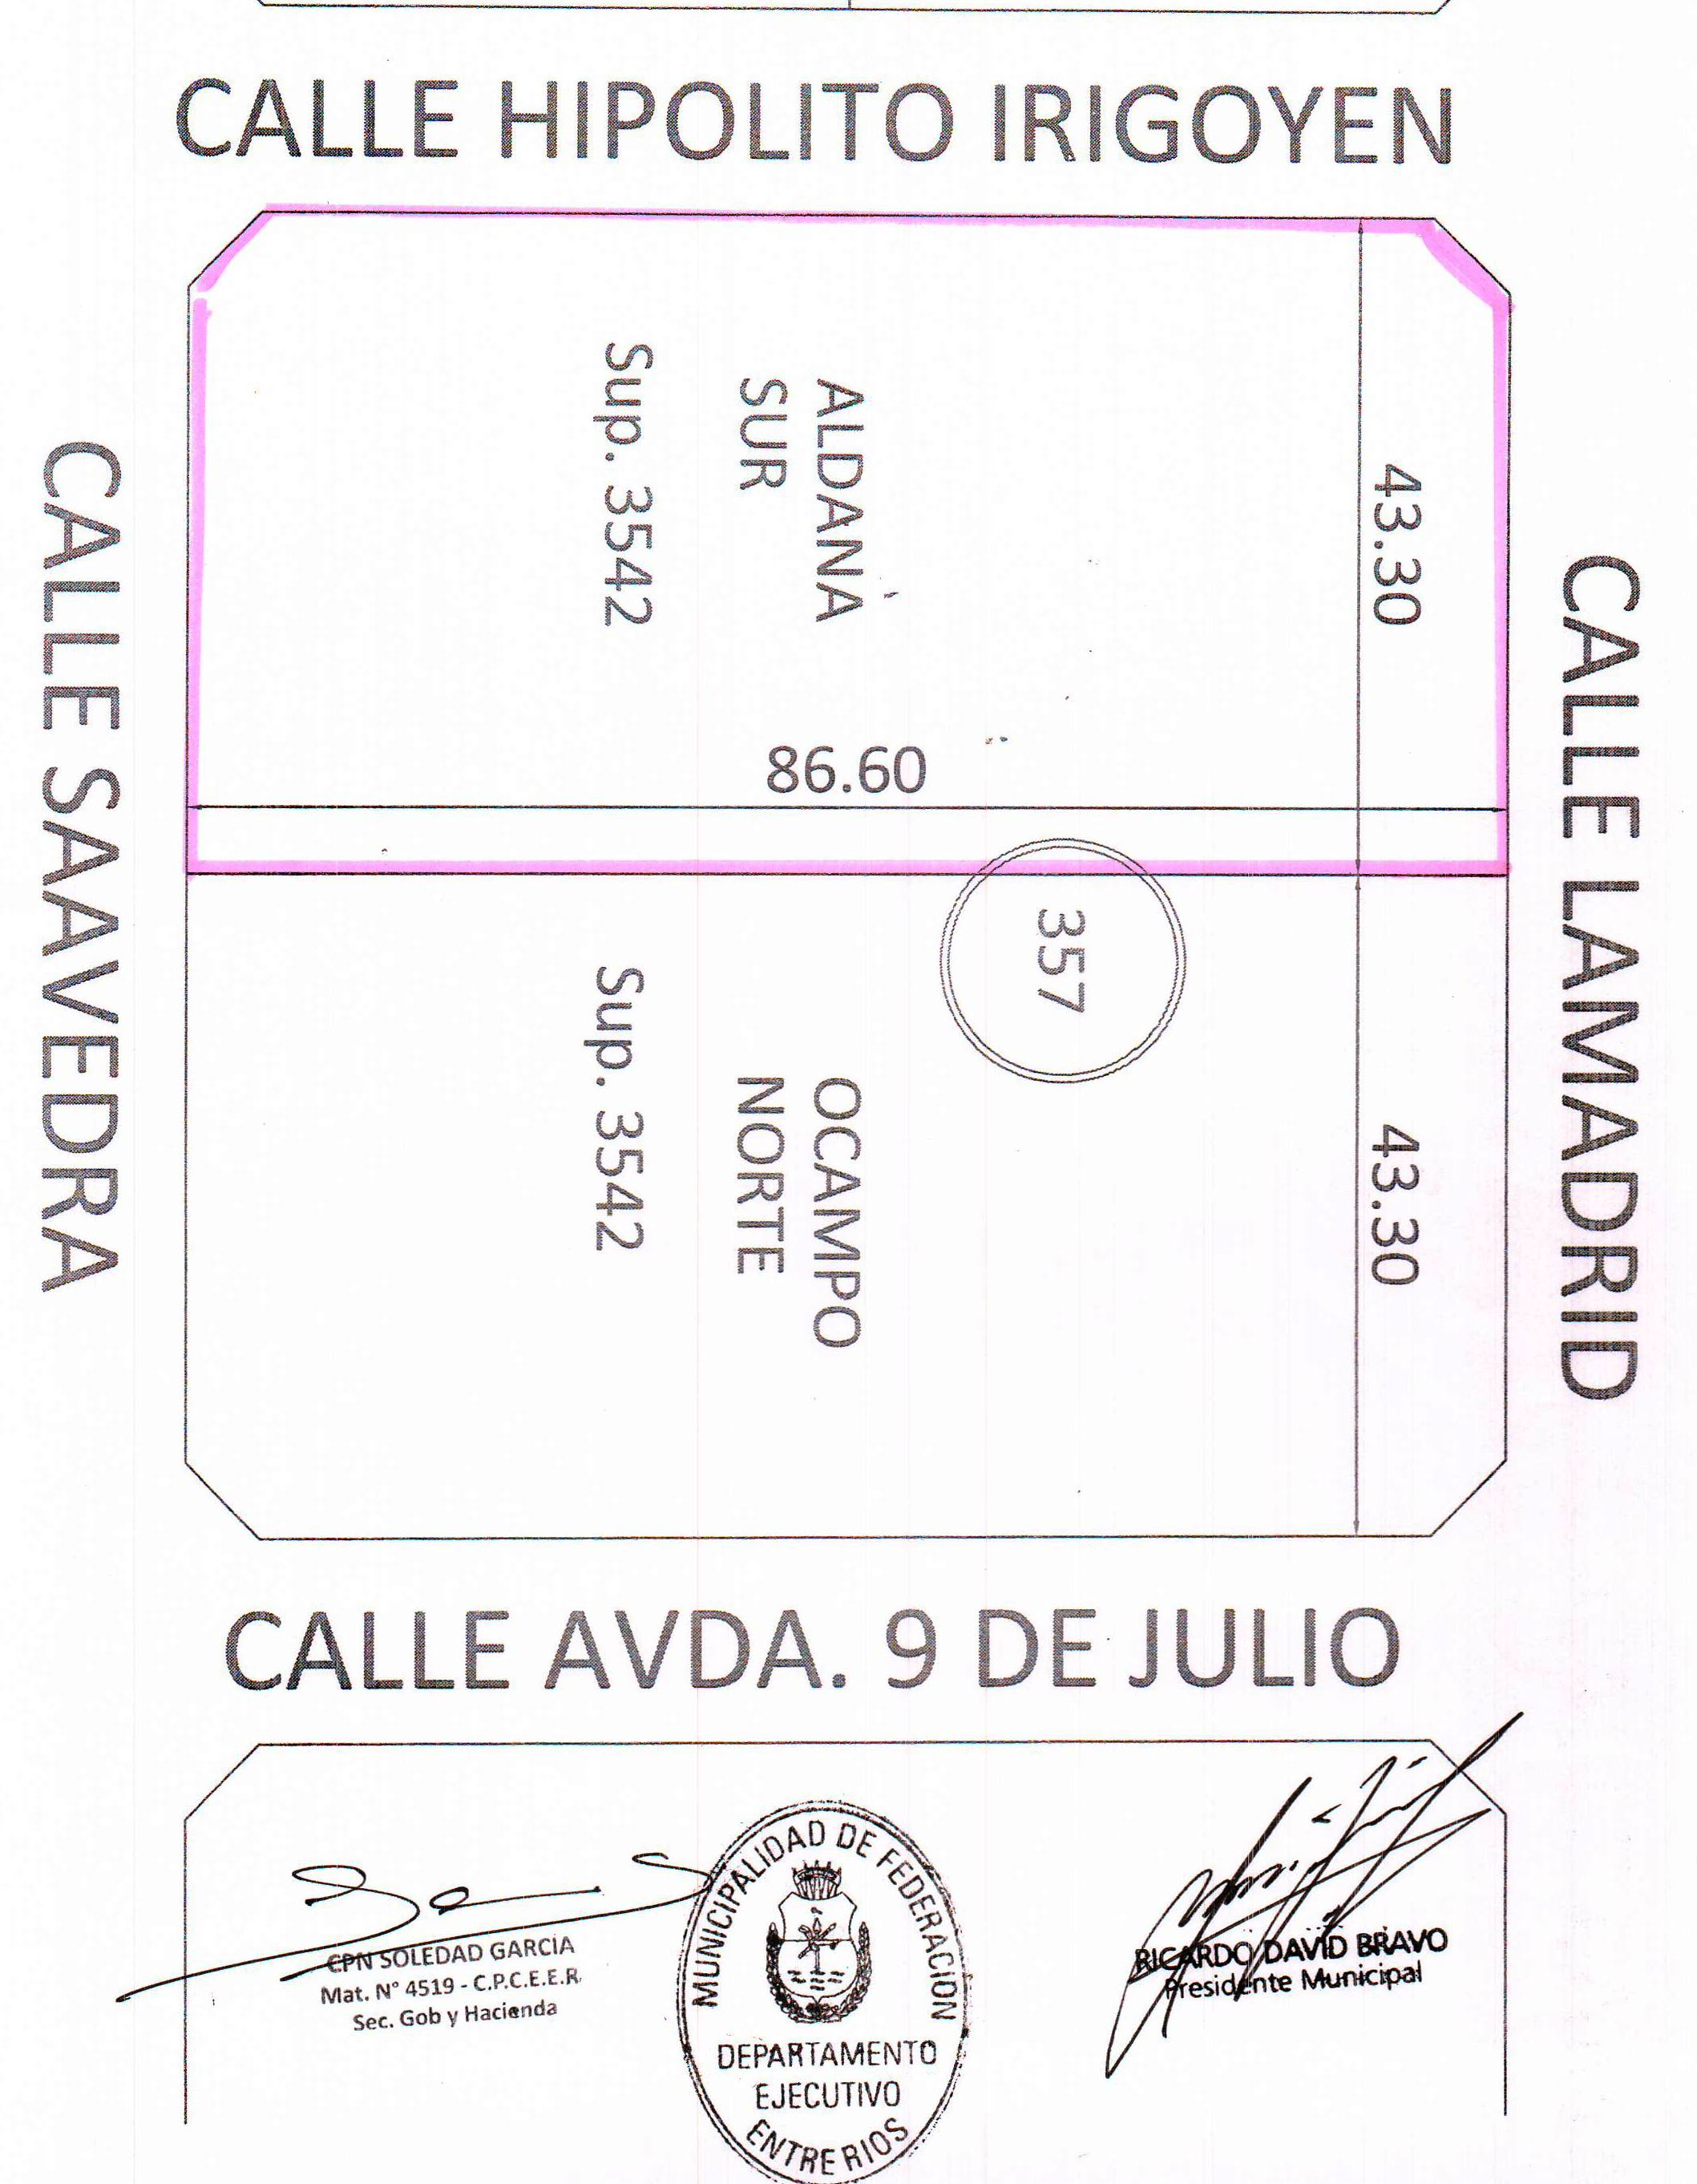 CALLE HIPOLITO IRIGOYEN
ALDANA
SUR
Sup. 3542
43.30
86.60
CALLE SAAVEDRA
CALLE LAMADRID
357
OCAMPO
NORTE
Sup. 3542
43.30
CALLE AVDA. 9 DE JULIO
CPN SOLEDAD GARCIA
Mat. N° 4519 - C.P.C.E.E.R.
Sec. Gob y Hacienda
MUNICIPALIDAD DE FEDERACION
DEPARTAMENTO
EJECUTIVO
ENTRE RIOS
RICARDO DAVID BRAVO
Presidente Municipal